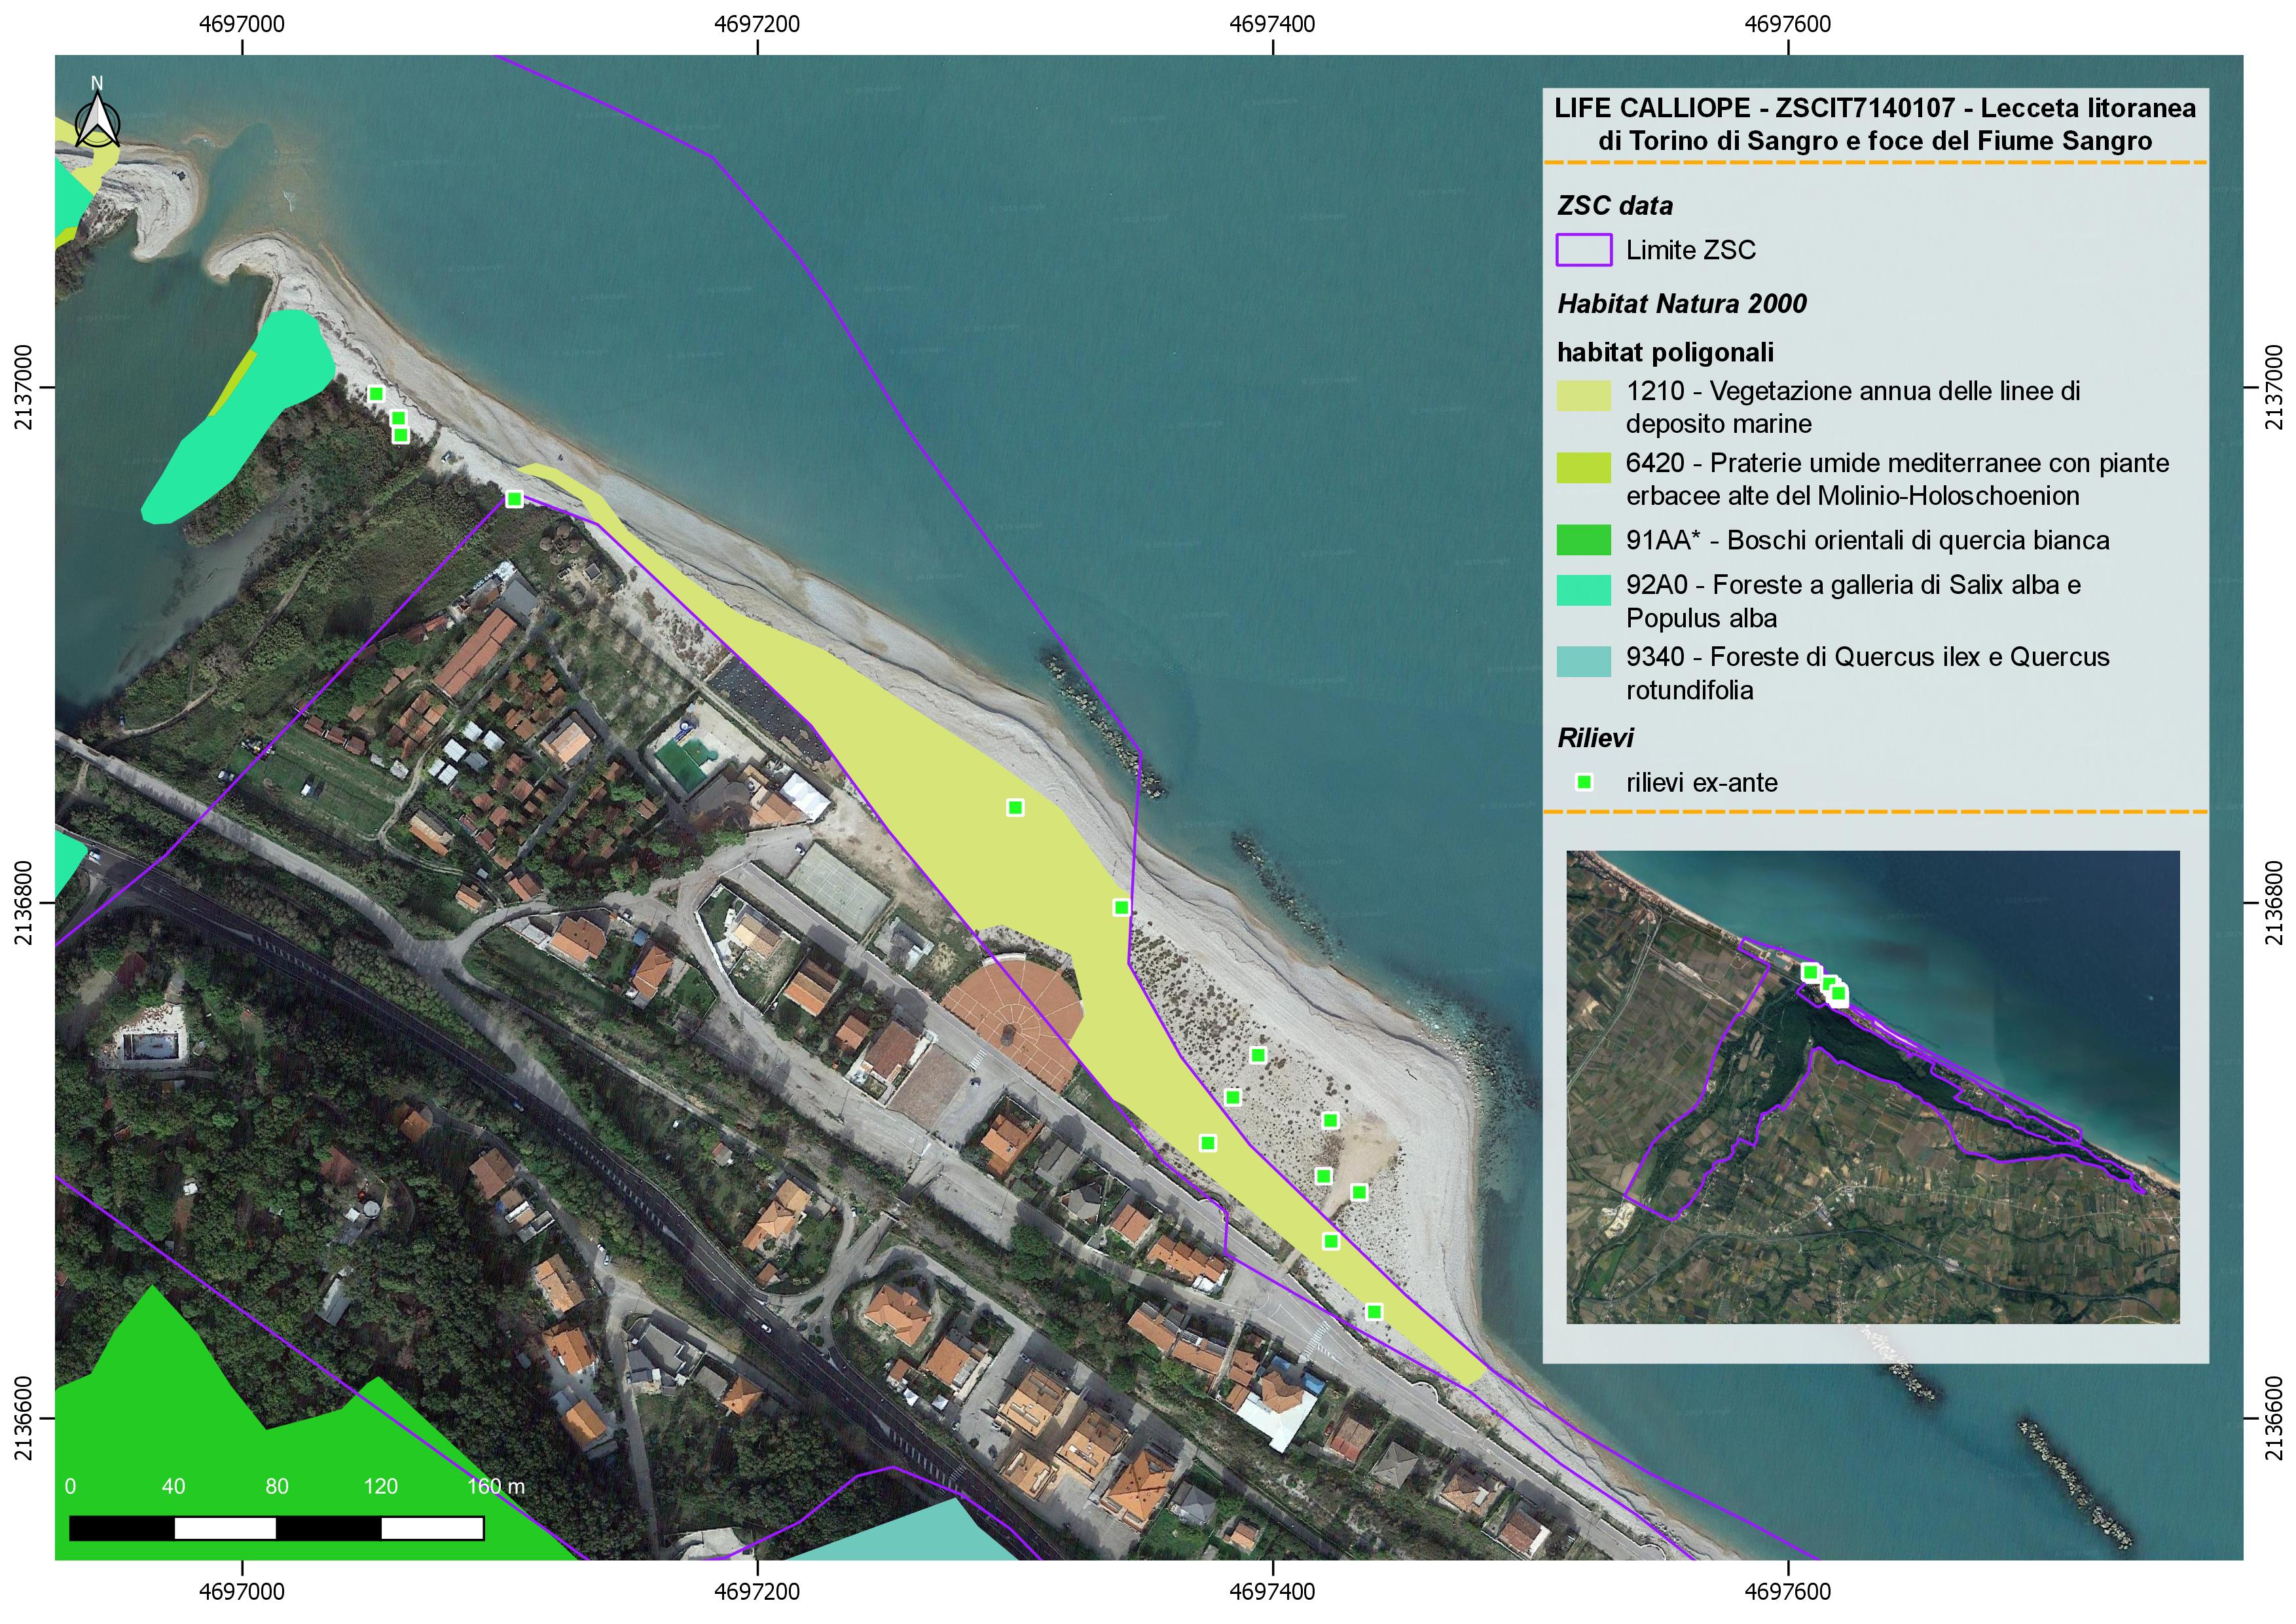 4697000 4697200 4697400 4697600
N
LIFE CALLIOPE - ZSCIT7140107 - Lecceta litoranea
di Torino di Sangro e foce del Fiume Sangro
ZSC data
Limite ZSC
Habitat Natura 2000
habitat poligonali
1210 - Vegetazione annua delle linee di
deposito marine
6420 - Praterie umide mediterranee con piante
erbacee alte del Molinio-Holoschoenion
91AA* - Boschi orientali di quercia bianca
92A0 - Foreste a galleria di Salix alba e
Populus alba
9340 - Foreste di Quercus ilex e Quercus
rotundifolia
Rilievi
rilievi ex-ante
2137000 2137000
2136800 2136800
2136600 2136600
0 40 80 120 160 m
4697000 4697200 4697400 4697600